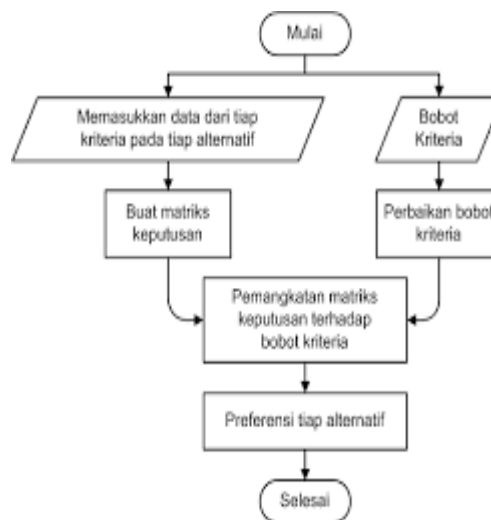 Mulai
Memasukkan data dari tiap
kriteria pada tiap alternatif
Bobot
Kriteria
Buat matriks
keputusan
Perbaikan bobot
kriteria
Pemangkatan matriks
keputusan terhadap
bobot kriteria
Preferensi tiap alternatif
Selesai